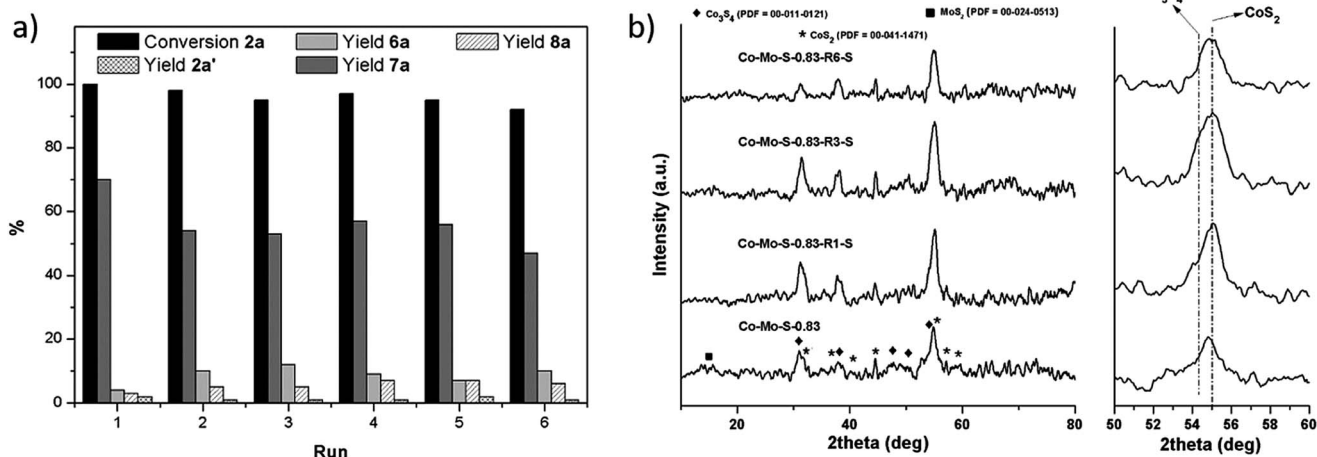 a)
Conversion 2a
Yield 6a
Yield 8a
Yield 2a'
Yield 7a
100
80
60
40
20
0
%
1 2 3 4 5 6
Run
b)
◆ Co₃S₄ (PDF = 00-011-0121)
■ MoS₂ (PDF = 00-024-0513)
* CoS₂ (PDF = 00-041-1471)
Co-Mo-S-0.83-R6-S
Co-Mo-S-0.83-R3-S
Co-Mo-S-0.83-R1-S
Co-Mo-S-0.83
Intensity (a.u.)
20 40 60 80
2theta (deg)
CoS₂
50 52 54 56 58 60
2theta (deg)